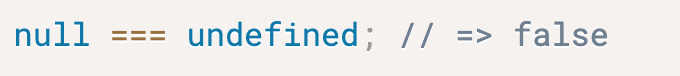 null === undefined; // => false